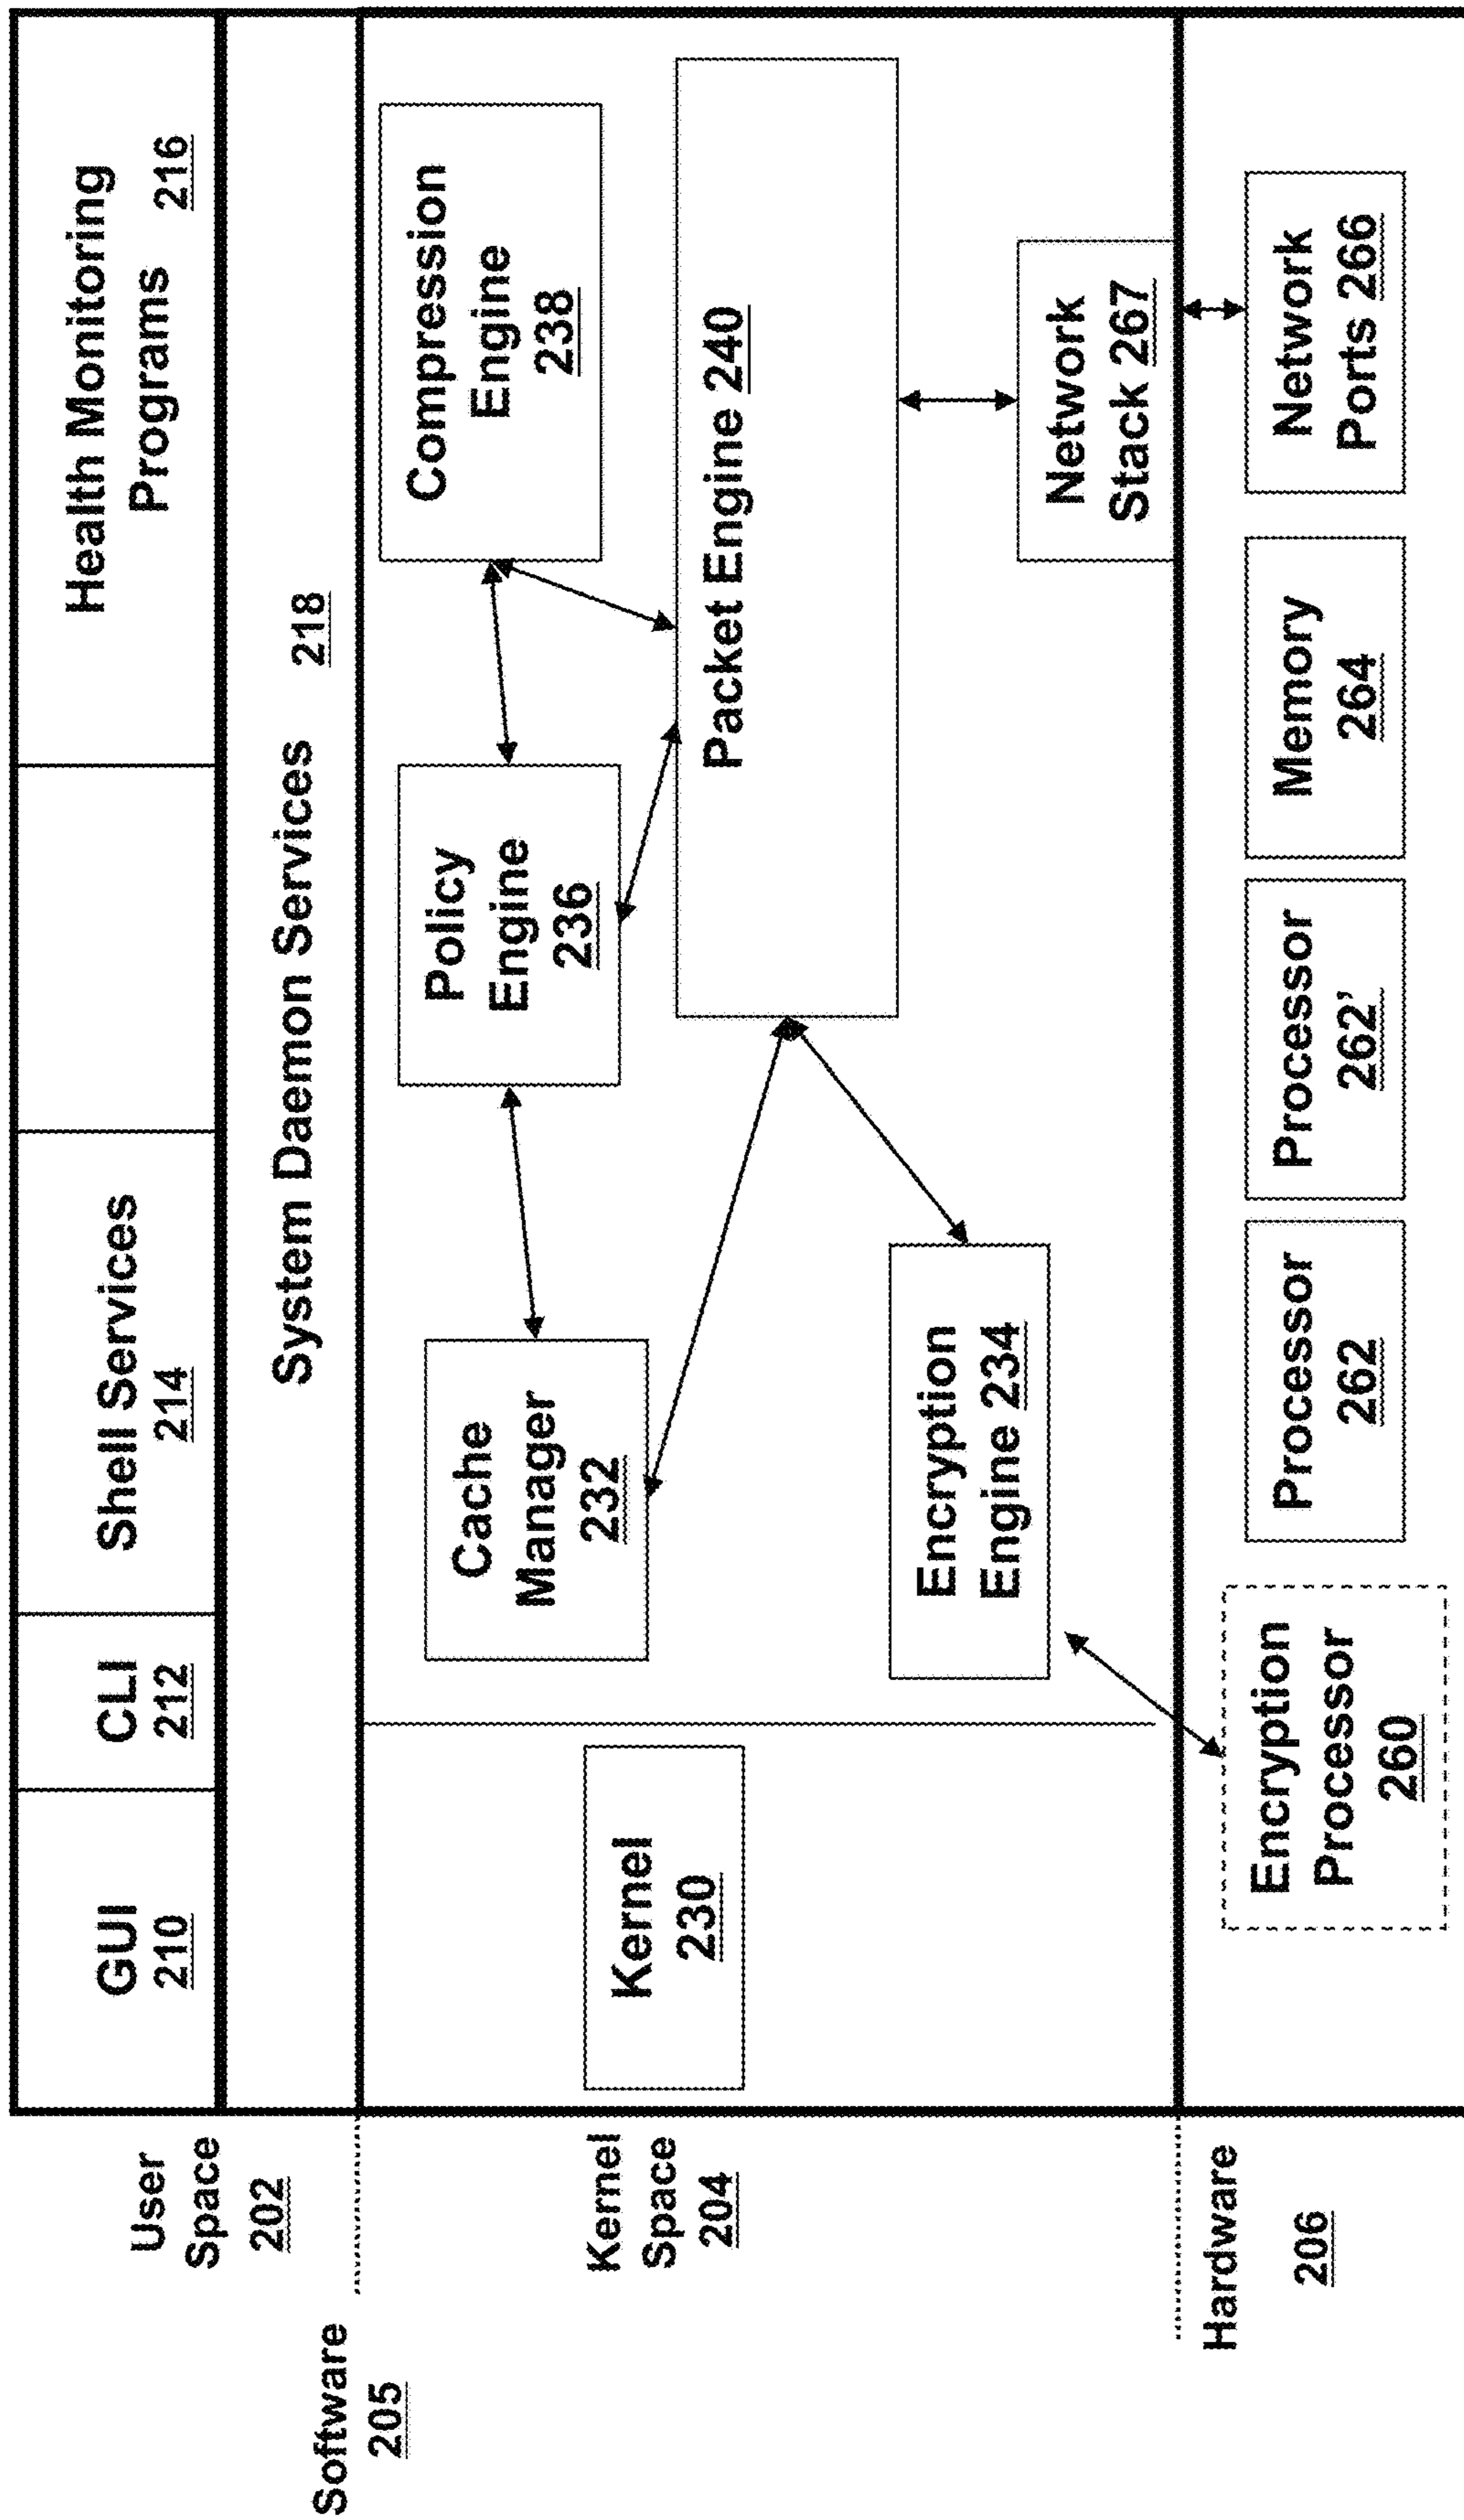 GUI
210
CLI
212
Shell Services
214
Health Monitoring
Programs 216
User
Space
202
System Daemon Services 218
Software
205
Kernel
Space
204
Kernel
230
Cache
Manager
232
Policy
Engine
236
Compression
Engine
238
Packet Engine 240
Encryption
Engine 234
Network
Stack 267
Hardware
206
Encryption
Processor
260
Processor
262
Processor
262’
Memory
264
Network
Ports 266